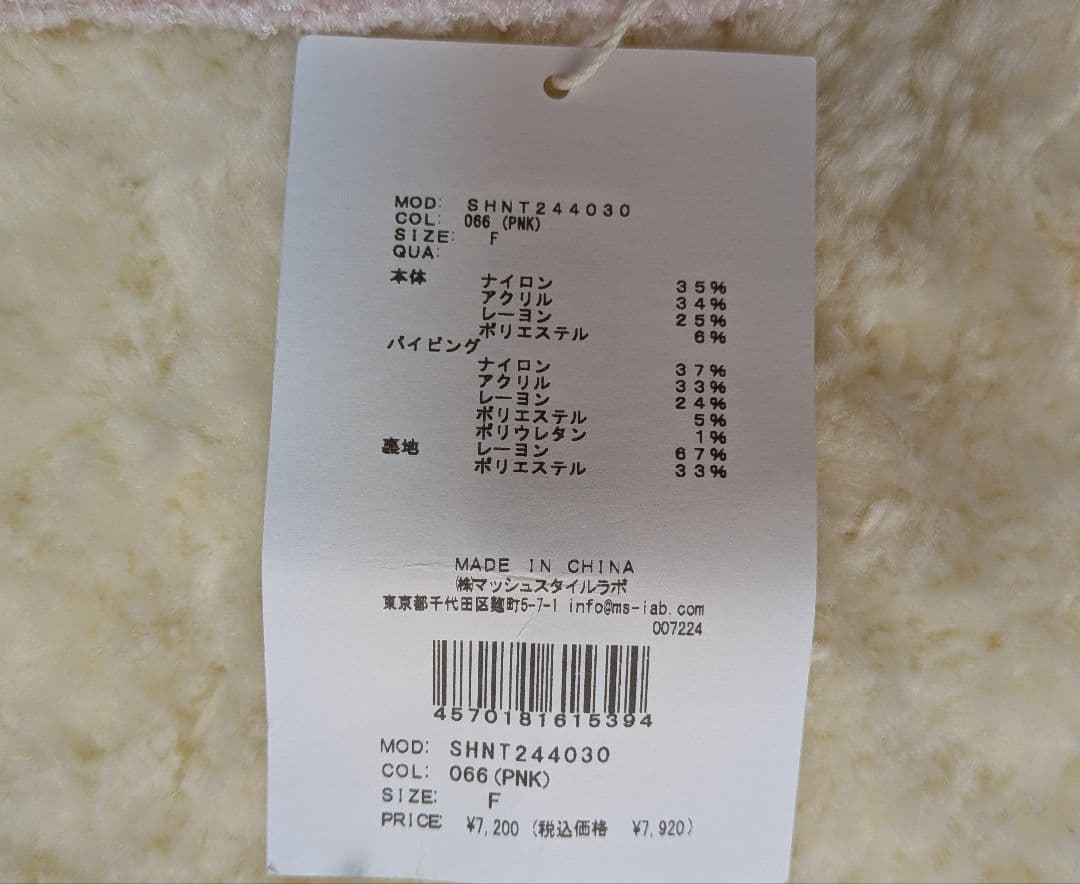 MOD: SHNT244030
COL: 066 (PNK)
SIZE: F
QUA:
本体 ナイロン 35%
アクリル 34%
レーヨン 25%
ポリエステル 6%
パイピング
ナイロン 37%
アクリル 33%
レーヨン 24%
ポリエステル 5%
ポリウレタン 1%
裏地 レーヨン 67%
ポリエステル 33%
MADE IN CHINA
㈱マッシュスタイルラボ
東京都千代田区麹町5-7-1 info@ms-lab.com
007224
4570181615394
MOD: SHNT244030
COL: 066(PNK)
SIZE: F
PRICE: ¥7,200 (税込価格 ¥7,920)